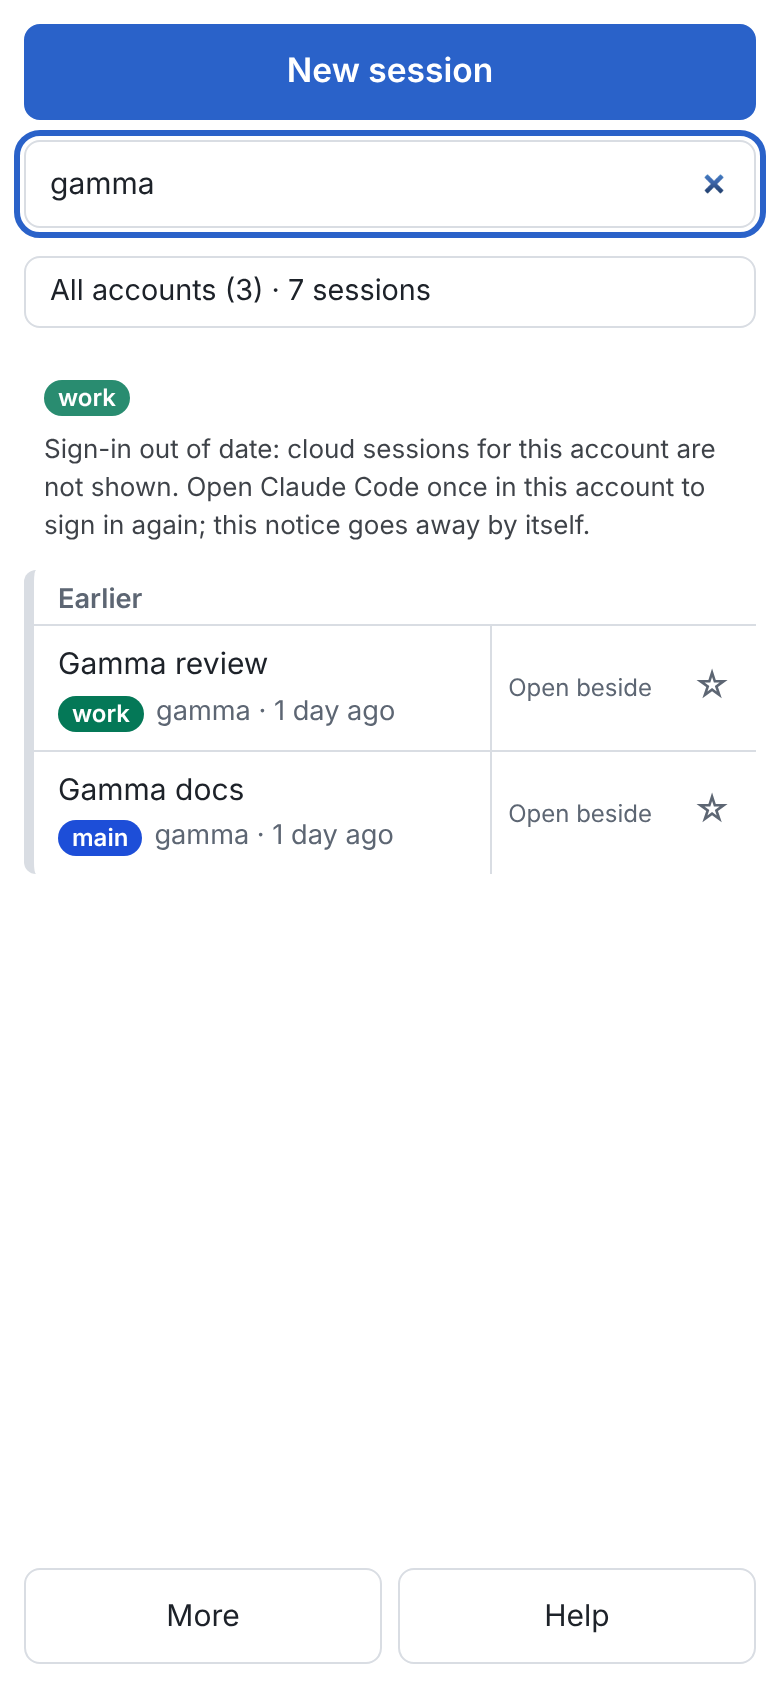 New session
gamma
All accounts (3) · 7 sessions
work
Sign-in out of date: cloud sessions for this account are
not shown. Open Claude Code once in this account to
sign in again; this notice goes away by itself.
Earlier
Gamma review
work gamma · 1 day ago
Open beside
Gamma docs
main gamma · 1 day ago
Open beside
More
Help